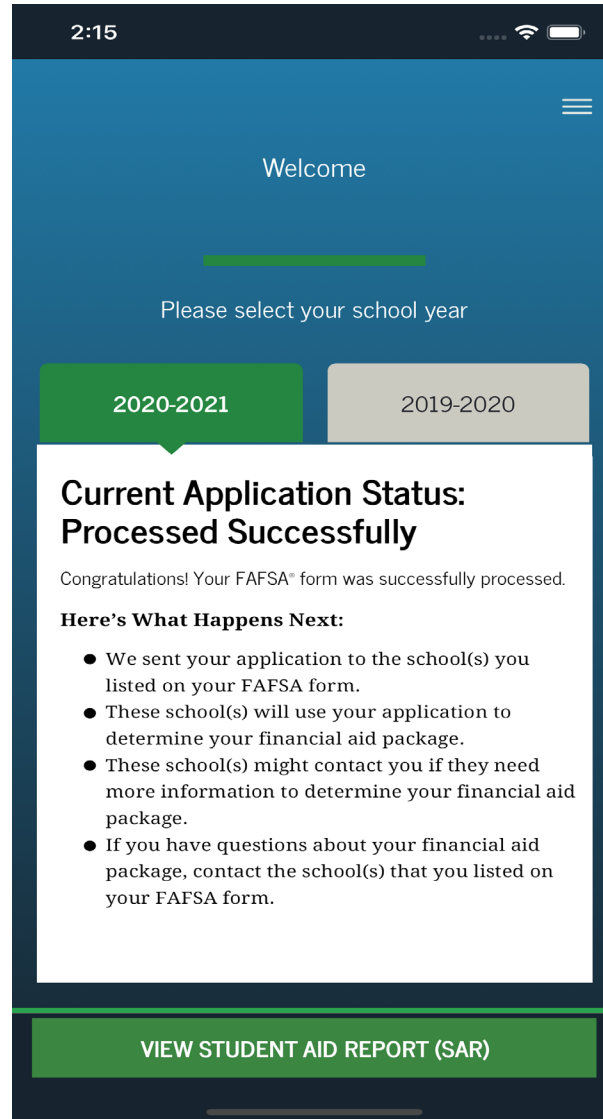 2:15
Welcome
Please select your school year
2020-2021
2019-2020
Current Application Status:
Processed Successfully
Congratulations! Your FAFSA® form was successfully processed.
Here’s What Happens Next:
● We sent your application to the school(s) you
listed on your FAFSA form.
● These school(s) will use your application to
determine your financial aid package.
● These school(s) might contact you if they need
more information to determine your financial aid
package.
● If you have questions about your financial aid
package, contact the school(s) that you listed on
your FAFSA form.
VIEW STUDENT AID REPORT (SAR)